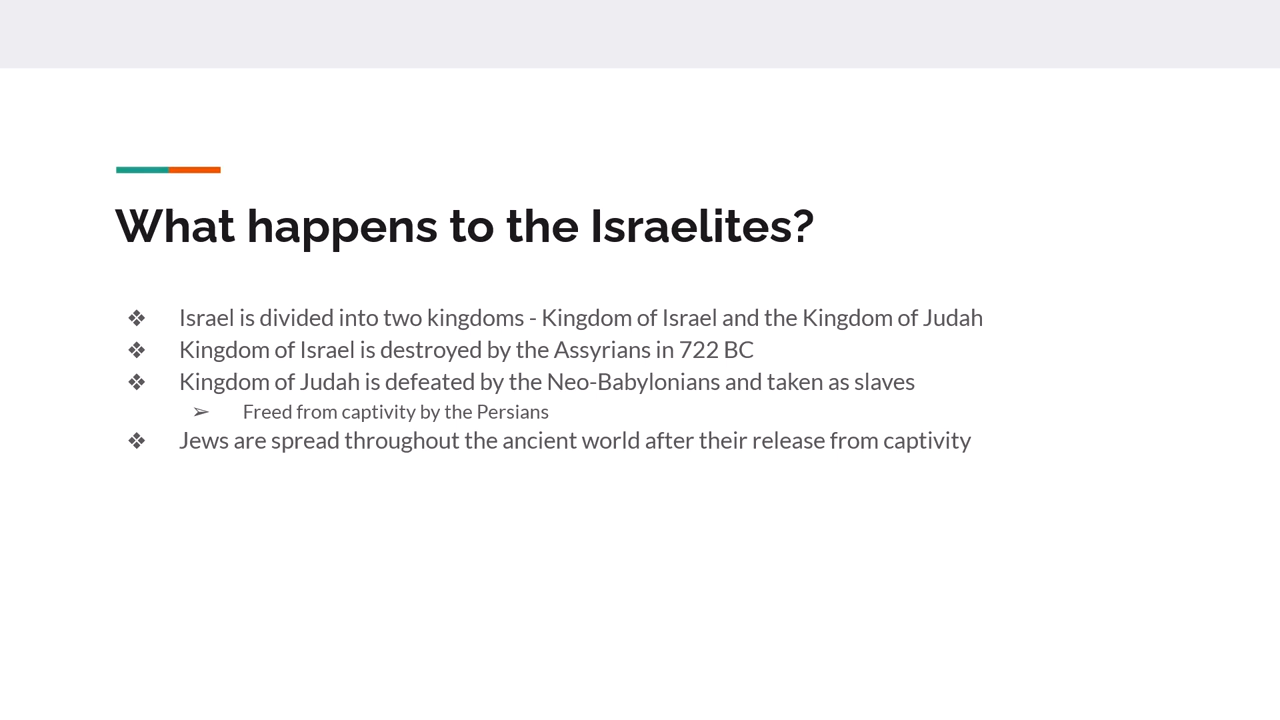 What happens to the Israelites?
❖ Israel is divided into two kingdoms - Kingdom of Israel and the Kingdom of Judah
❖ Kingdom of Israel is destroyed by the Assyrians in 722 BC
❖ Kingdom of Judah is defeated by the Neo-Babylonians and taken as slaves
➢ Freed from captivity by the Persians
❖ Jews are spread throughout the ancient world after their release from captivity